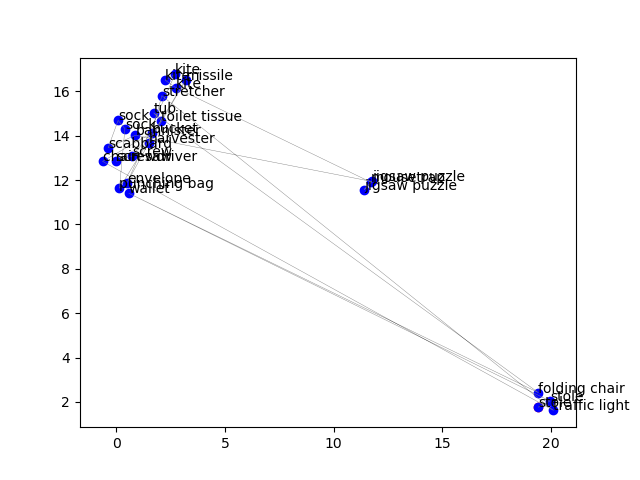 kite
kite
missile
kite
stretcher
tub
sock
toilet tissue
sock
bucket
harvester
scabbard
screw
screwdriver
envelope
punching bag
wallet
jigsaw puzzle
jigsaw puzzle
folding chair
stole
stole
traffic light
16
14
12
10
8
6
4
2
0
5
10
15
20